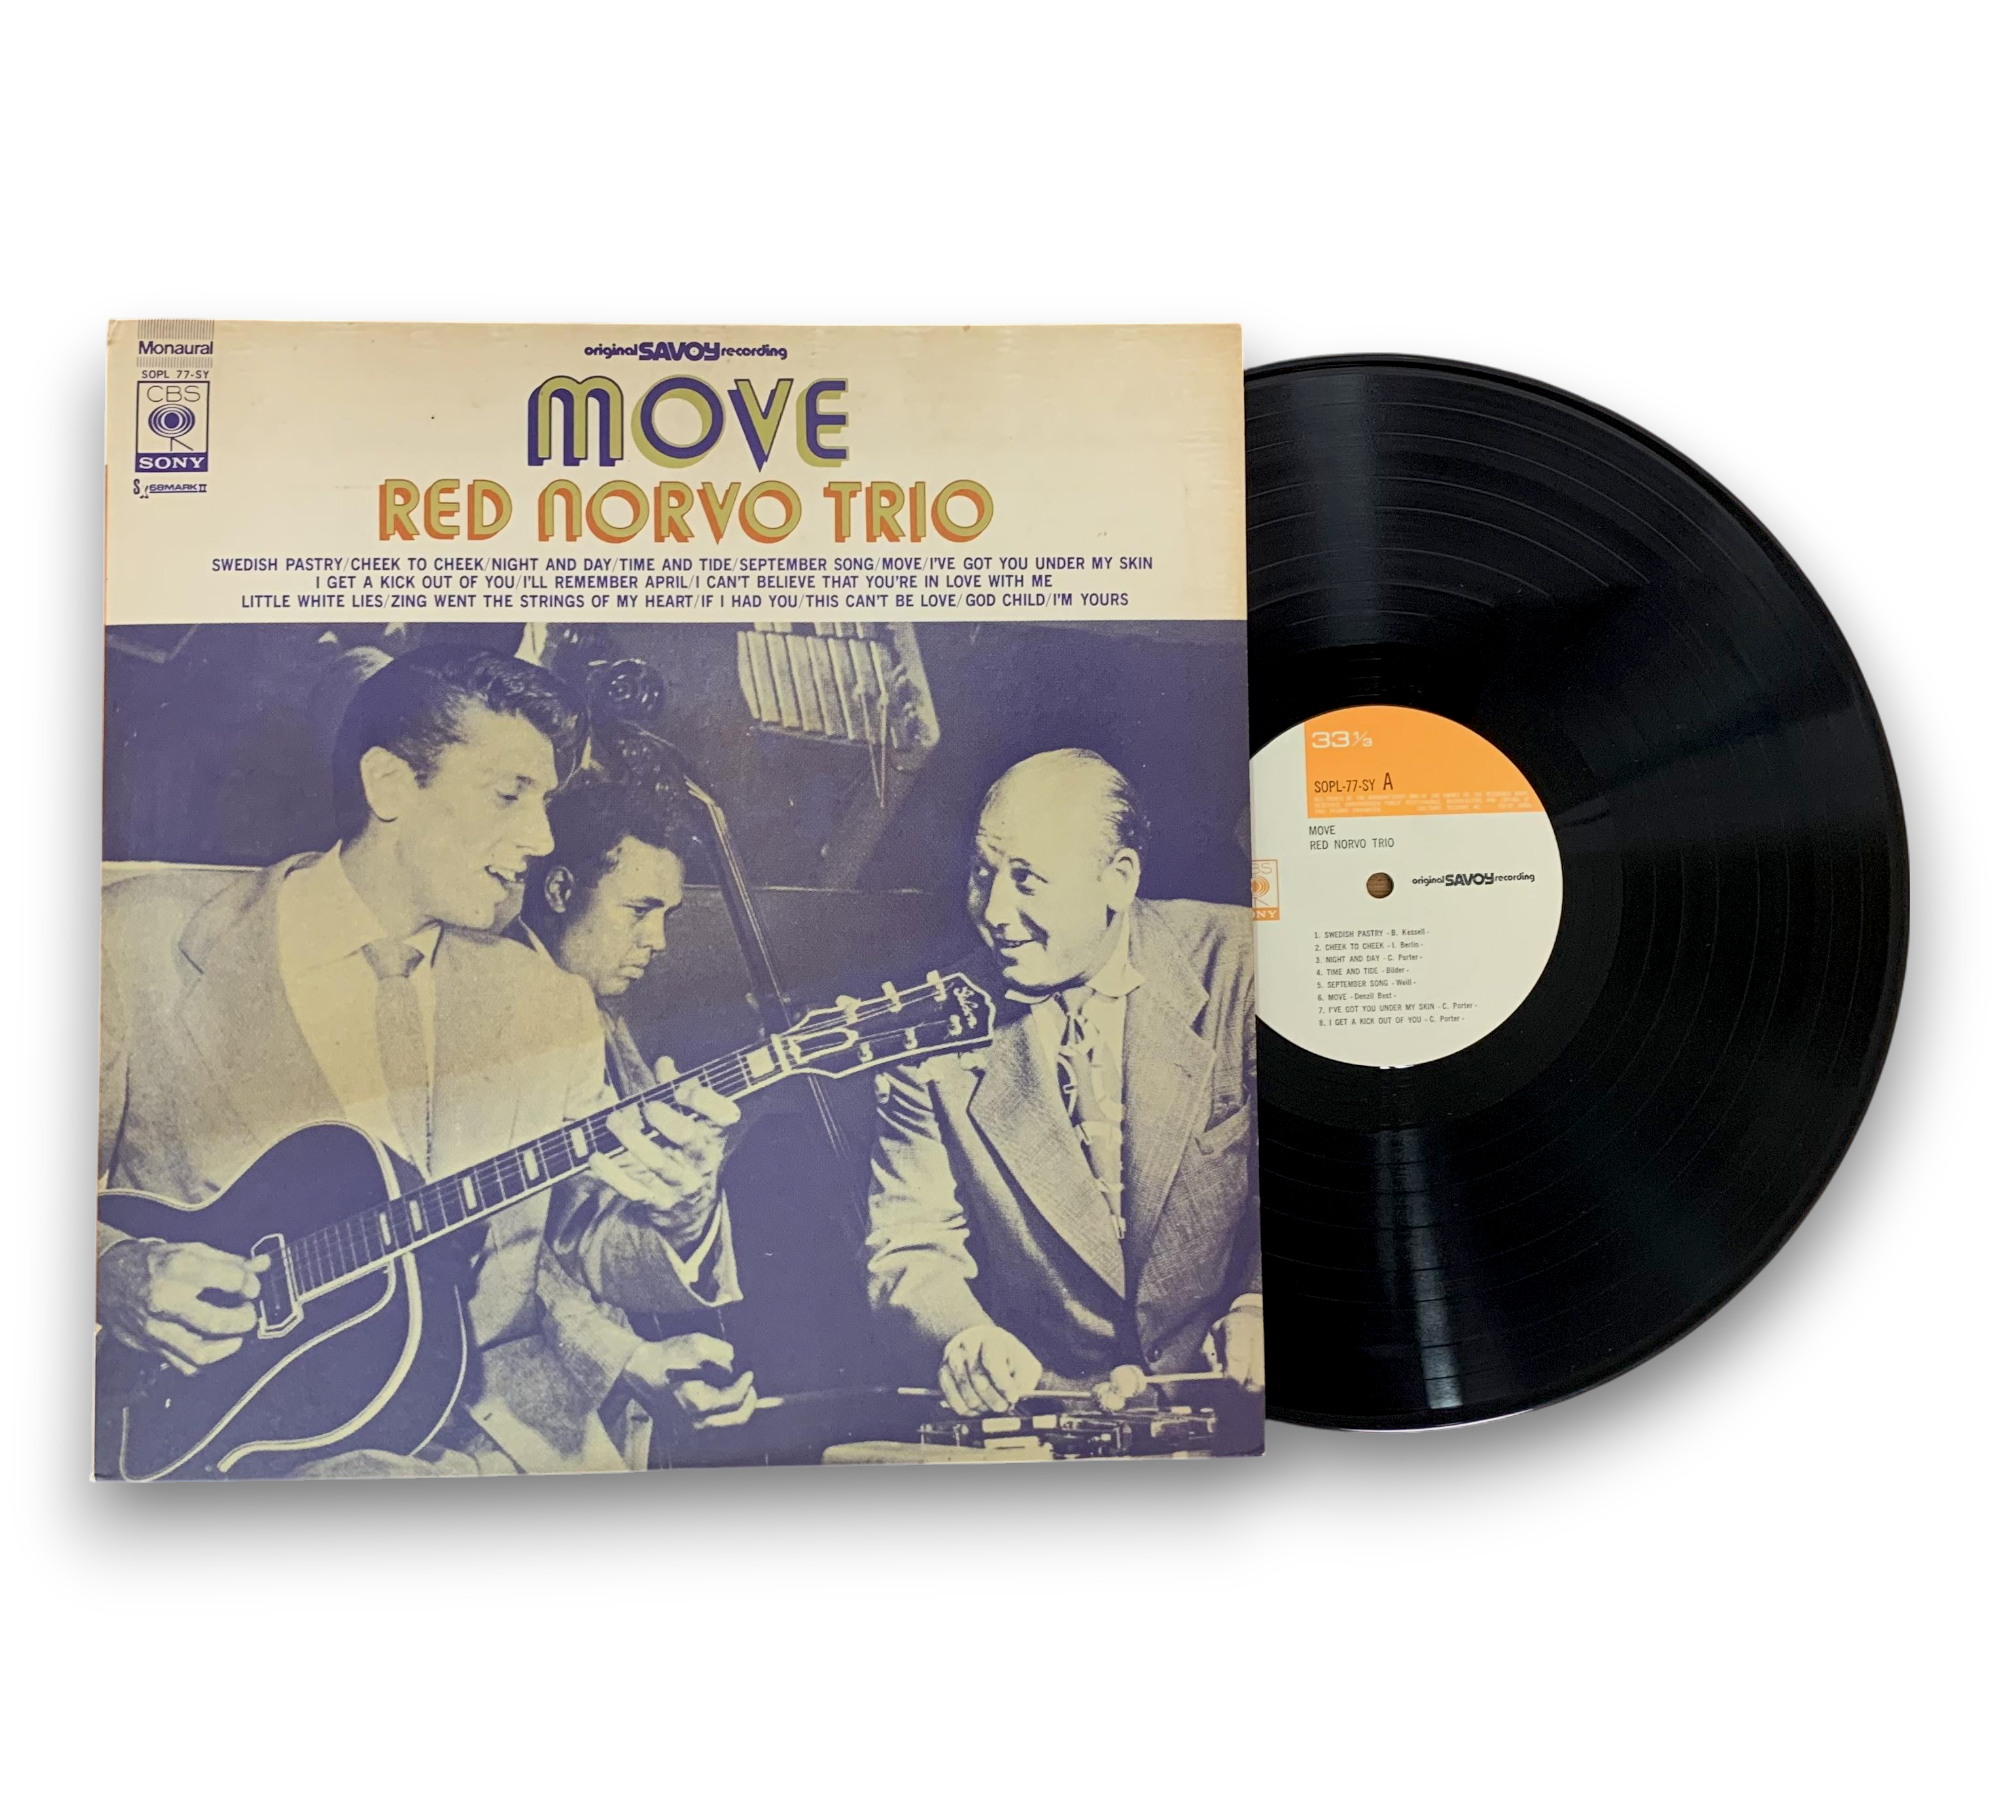 Monaural
SOPL 77-SY
CBS
SONY
SX68MARK II
original SAVOY recording
MOVE
RED NORVO TRIO
SWEDISH PASTRY/CHEEK TO CHEEK/NIGHT AND DAY/TIME AND TIDE/SEPTEMBER SONG/MOVE/I'VE GOT YOU UNDER MY SKIN
I GET A KICK OUT OF YOU/I'LL REMEMBER APRIL/I CAN'T BELIEVE THAT YOU'RE IN LOVE WITH ME
LITTLE WHITE LIES/ZING WENT THE STRINGS OF MY HEART/IF I HAD YOU/THIS CAN'T BE LOVE/GOD CHILD/I'M YOURS
33 1/3
SOPL-77-SY A
MOVE
RED NORVO TRIO
original SAVOY recording
1. SWEDISH PASTRY - B. Kessell -
2. CHEEK TO CHEEK - I. Berlin -
3. NIGHT AND DAY - C. Porter -
4. TIME AND TIDE - Bilder -
5. SEPTEMBER SONG - Weill -
6. MOVE - Denzil Best -
7. I'VE GOT YOU UNDER MY SKIN - C. Porter -
8. I GET A KICK OUT OF YOU - C. Porter -